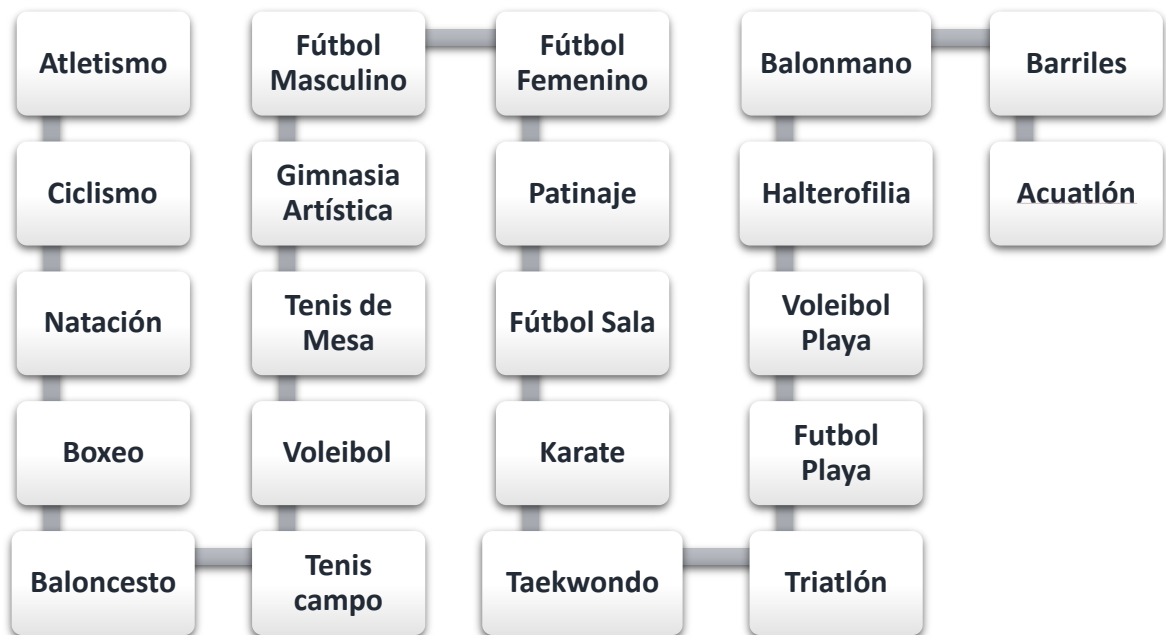 Atletismo
Ciclismo
Natación
Boxeo
Baloncesto
Tenis
campo
Voleibol
Tenis de
Mesa
Gimnasia
Artística
Fútbol
Masculino
Fútbol
Femenino
Patinaje
Fútbol Sala
Karate
Taekwondo
Triatlón
Futbol
Playa
Voleibol
Playa
Halterofilia
Balonmano
Barriles
Acuatlón